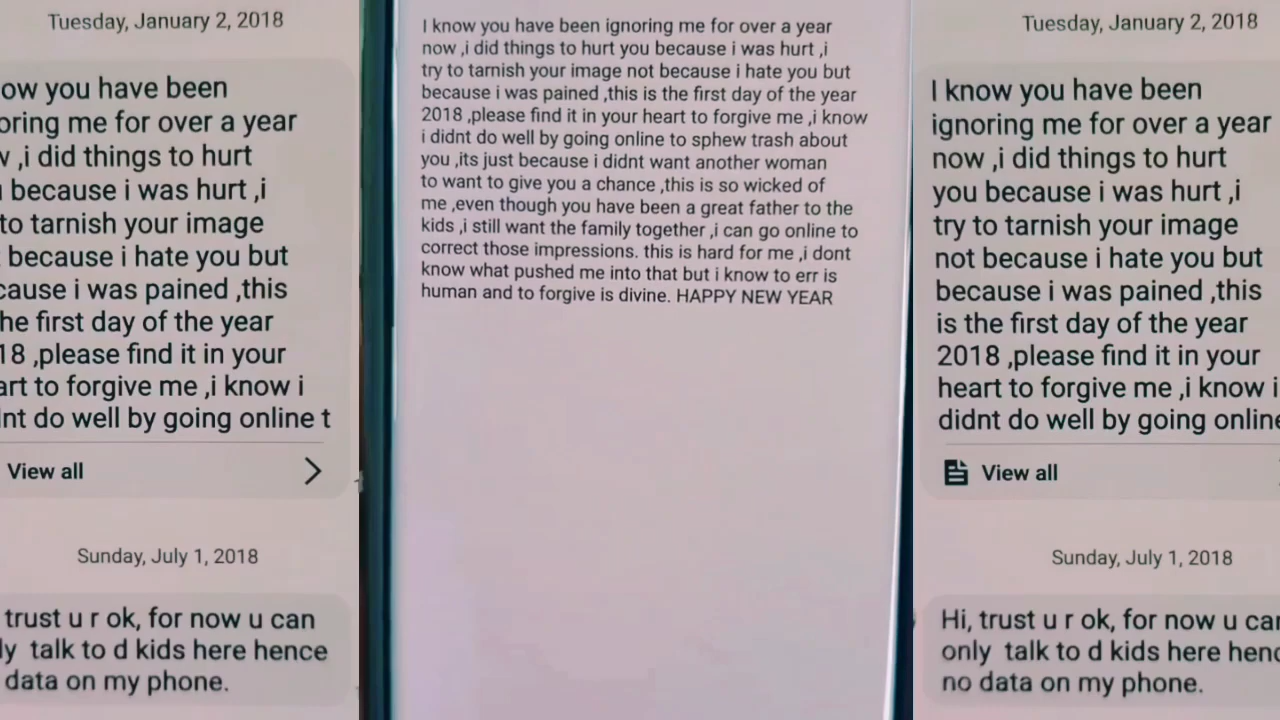 Tuesday, January 2, 2018
ow you have been
oring me for over a year
w ,i did things to hurt
because i was hurt ,i
to tarnish your image
because i hate you but
cause i was pained ,this
he first day of the year
18 ,please find it in your
art to forgive me ,i know i
nt do well by going online t
View all
Sunday, July 1, 2018
trust u r ok, for now u can
ly talk to d kids here hence
data on my phone.
I know you have been ignoring me for over a year
now ,i did things to hurt you because i was hurt ,i
try to tarnish your image not because i hate you but
because i was pained ,this is the first day of the year
2018 ,please find it in your heart to forgive me ,i know
i didnt do well by going online to sphew trash about
you ,its just because i didnt want another woman
to want to give you a chance ,this is so wicked of
me ,even though you have been a great father to the
kids ,i still want the family together ,i can go online to
correct those impressions. this is hard for me ,i dont
know what pushed me into that but i know to err is
human and to forgive is divine. HAPPY NEW YEAR
Tuesday, January 2, 2018
I know you have been
ignoring me for over a year
now ,i did things to hurt
you because i was hurt ,i
try to tarnish your image
not because i hate you but
because i was pained ,this
is the first day of the year
2018 ,please find it in your
heart to forgive me ,i know i
didnt do well by going online
View all
Sunday, July 1, 2018
Hi, trust u r ok, for now u can
only talk to d kids here henc
no data on my phone.